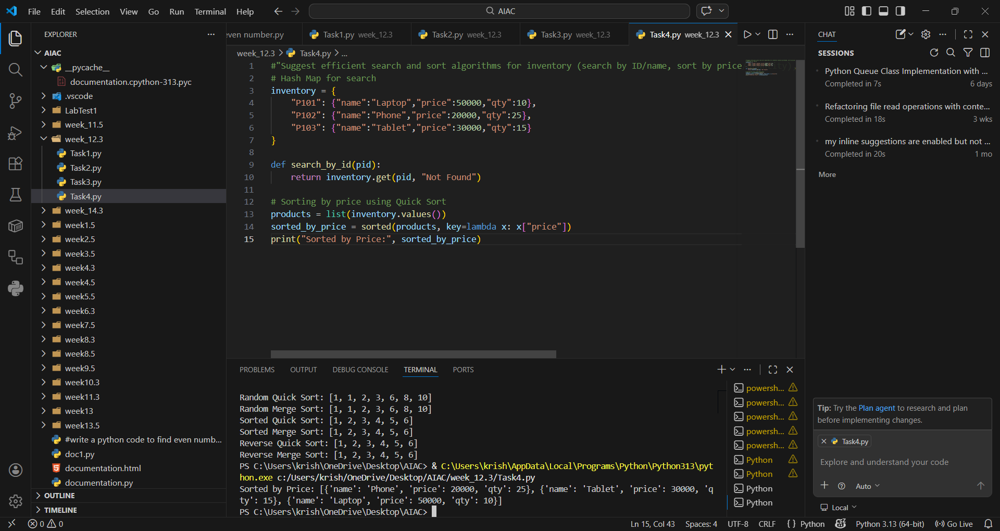 File Edit Selection View Go Run Terminal Help
AIAC
EXPLORER
AIAC
__pycache__
documentation.cpython-313.pyc
.vscode
LabTest1
week_11.5
week_12.3
Task1.py
Task2.py
Task3.py
Task4.py
week_14.3
week1.5
week2.5
week3.5
week4.3
week4.5
week5.5
week6.3
week7.5
week8.3
week8.5
week9.5
week10.3
week11.3
week13
week13.5
#write a python code to find even numb...
doc1.py
documentation.html
documentation.py
OUTLINE
TIMELINE
even number.py
Task1.py week_12.3
Task2.py week_12.3
Task3.py week_12.3
Task4.py week_12.3
week_12.3 > Task4.py > ...
1 #"Suggest efficient search and sort algorithms for inventory (search by ID/name, sort by price
2 # Hash Map for search
3 inventory = {
4 "P101": {"name":"Laptop","price":50000,"qty":10},
5 "P102": {"name":"Phone","price":20000,"qty":25},
6 "P103": {"name":"Tablet","price":30000,"qty":15}
7 }
8
9 def search_by_id(pid):
10 return inventory.get(pid, "Not Found")
11
12 # Sorting by price using Quick Sort
13 products = list(inventory.values())
14 sorted_by_price = sorted(products, key=lambda x: x["price"])
15 print("Sorted by Price:", sorted_by_price)
PROBLEMS OUTPUT DEBUG CONSOLE TERMINAL PORTS
Random Quick Sort: [1, 1, 2, 3, 6, 8, 10]
Random Merge Sort: [1, 1, 2, 3, 6, 8, 10]
Sorted Quick Sort: [1, 2, 3, 4, 5, 6]
Sorted Merge Sort: [1, 2, 3, 4, 5, 6]
Reverse Quick Sort: [1, 2, 3, 4, 5, 6]
Reverse Merge Sort: [1, 2, 3, 4, 5, 6]
PS C:\Users\krish\OneDrive\Desktop\AIAC> & C:\Users\krish\AppData\Local\Programs\Python\Python313\pyt
hon.exe c:/Users/krish/OneDrive/Desktop/AIAC/week_12.3/Task4.py
Sorted by Price: [{'name': 'Phone', 'price': 20000, 'qty': 25}, {'name': 'Tablet', 'price': 30000, 'q
ty': 15}, {'name': 'Laptop', 'price': 50000, 'qty': 10}]
PS C:\Users\krish\OneDrive\Desktop\AIAC>
powersh...
powersh...
powersh...
powersh...
powersh...
Python
Python
Python
Python
CHAT
SESSIONS
Python Queue Class Implementation with ...
Completed in 7s 6 days
Refactoring file read operations with conte...
Completed in 18s 3 wks
my inline suggestions are enabled but not ...
Completed in 20s 1 mo
More
Tip: Try the Plan agent to research and plan
before implementing changes.
Task4.py
Explore and understand your code
Auto
Local
0 0
Ln 15, Col 43 Spaces: 4 UTF-8 CRLF { } Python Python 3.13 (64-bit) Go Live